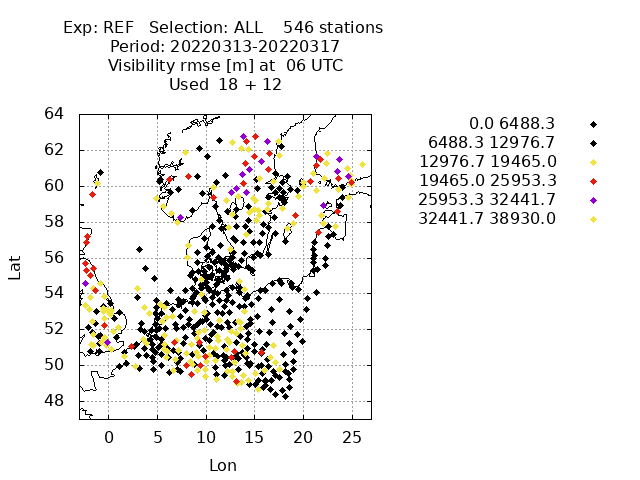 Exp: REF   Selection: ALL    546 stations
Period: 20220313-20220317
Visibility rmse [m] at  06 UTC
Used  18 + 12
0.0 6488.3
6488.3 12976.7
12976.7 19465.0
19465.0 25953.3
25953.3 32441.7
32441.7 38930.0
64
62
60
58
56
54
52
50
48
Lat
0 5 10 15 20 25
Lon